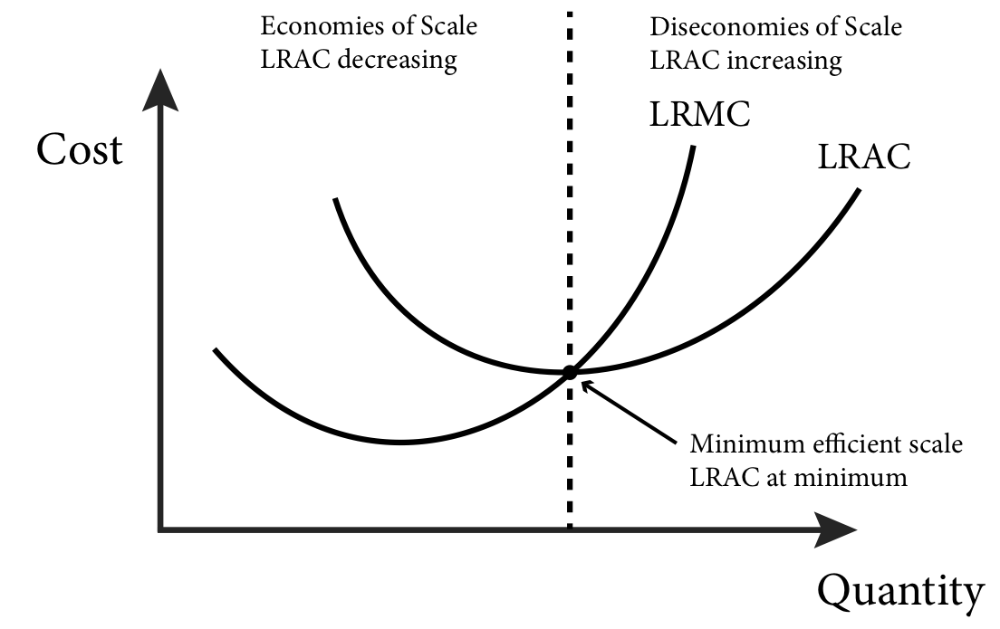 Economies of Scale
LRAC decreasing
Diseconomies of Scale
LRAC increasing
LRMC
Cost
LRAC
Minimum efficient scale
LRAC at minimum
Quantity